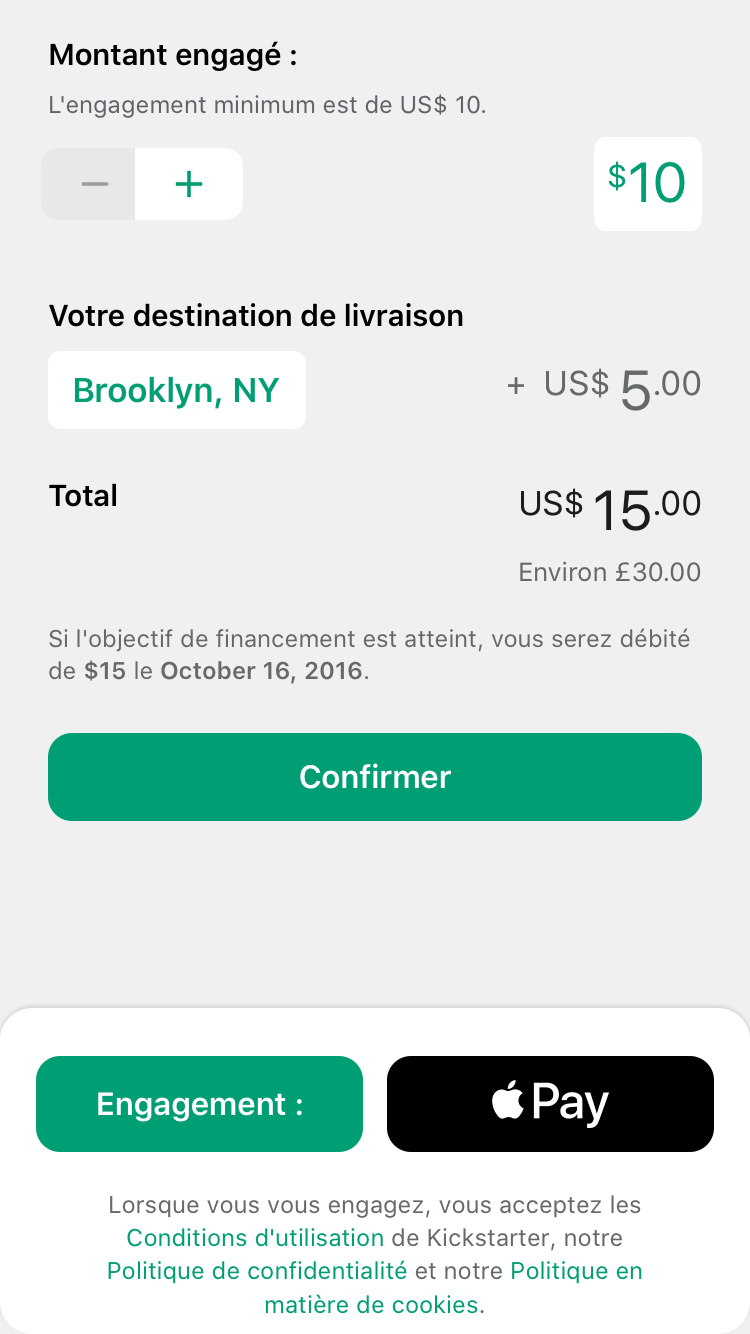 Montant engagé :
L'engagement minimum est de US$ 10.
− +
$10
Votre destination de livraison
Brooklyn, NY
+ US$ 5.00
Total
US$ 15.00
Environ £30.00
Si l'objectif de financement est atteint, vous serez débité
de $15 le October 16, 2016.
Confirmer
Engagement :
Pay
Lorsque vous vous engagez, vous acceptez les
Conditions d'utilisation de Kickstarter, notre
Politique de confidentialité et notre Politique en
matière de cookies.